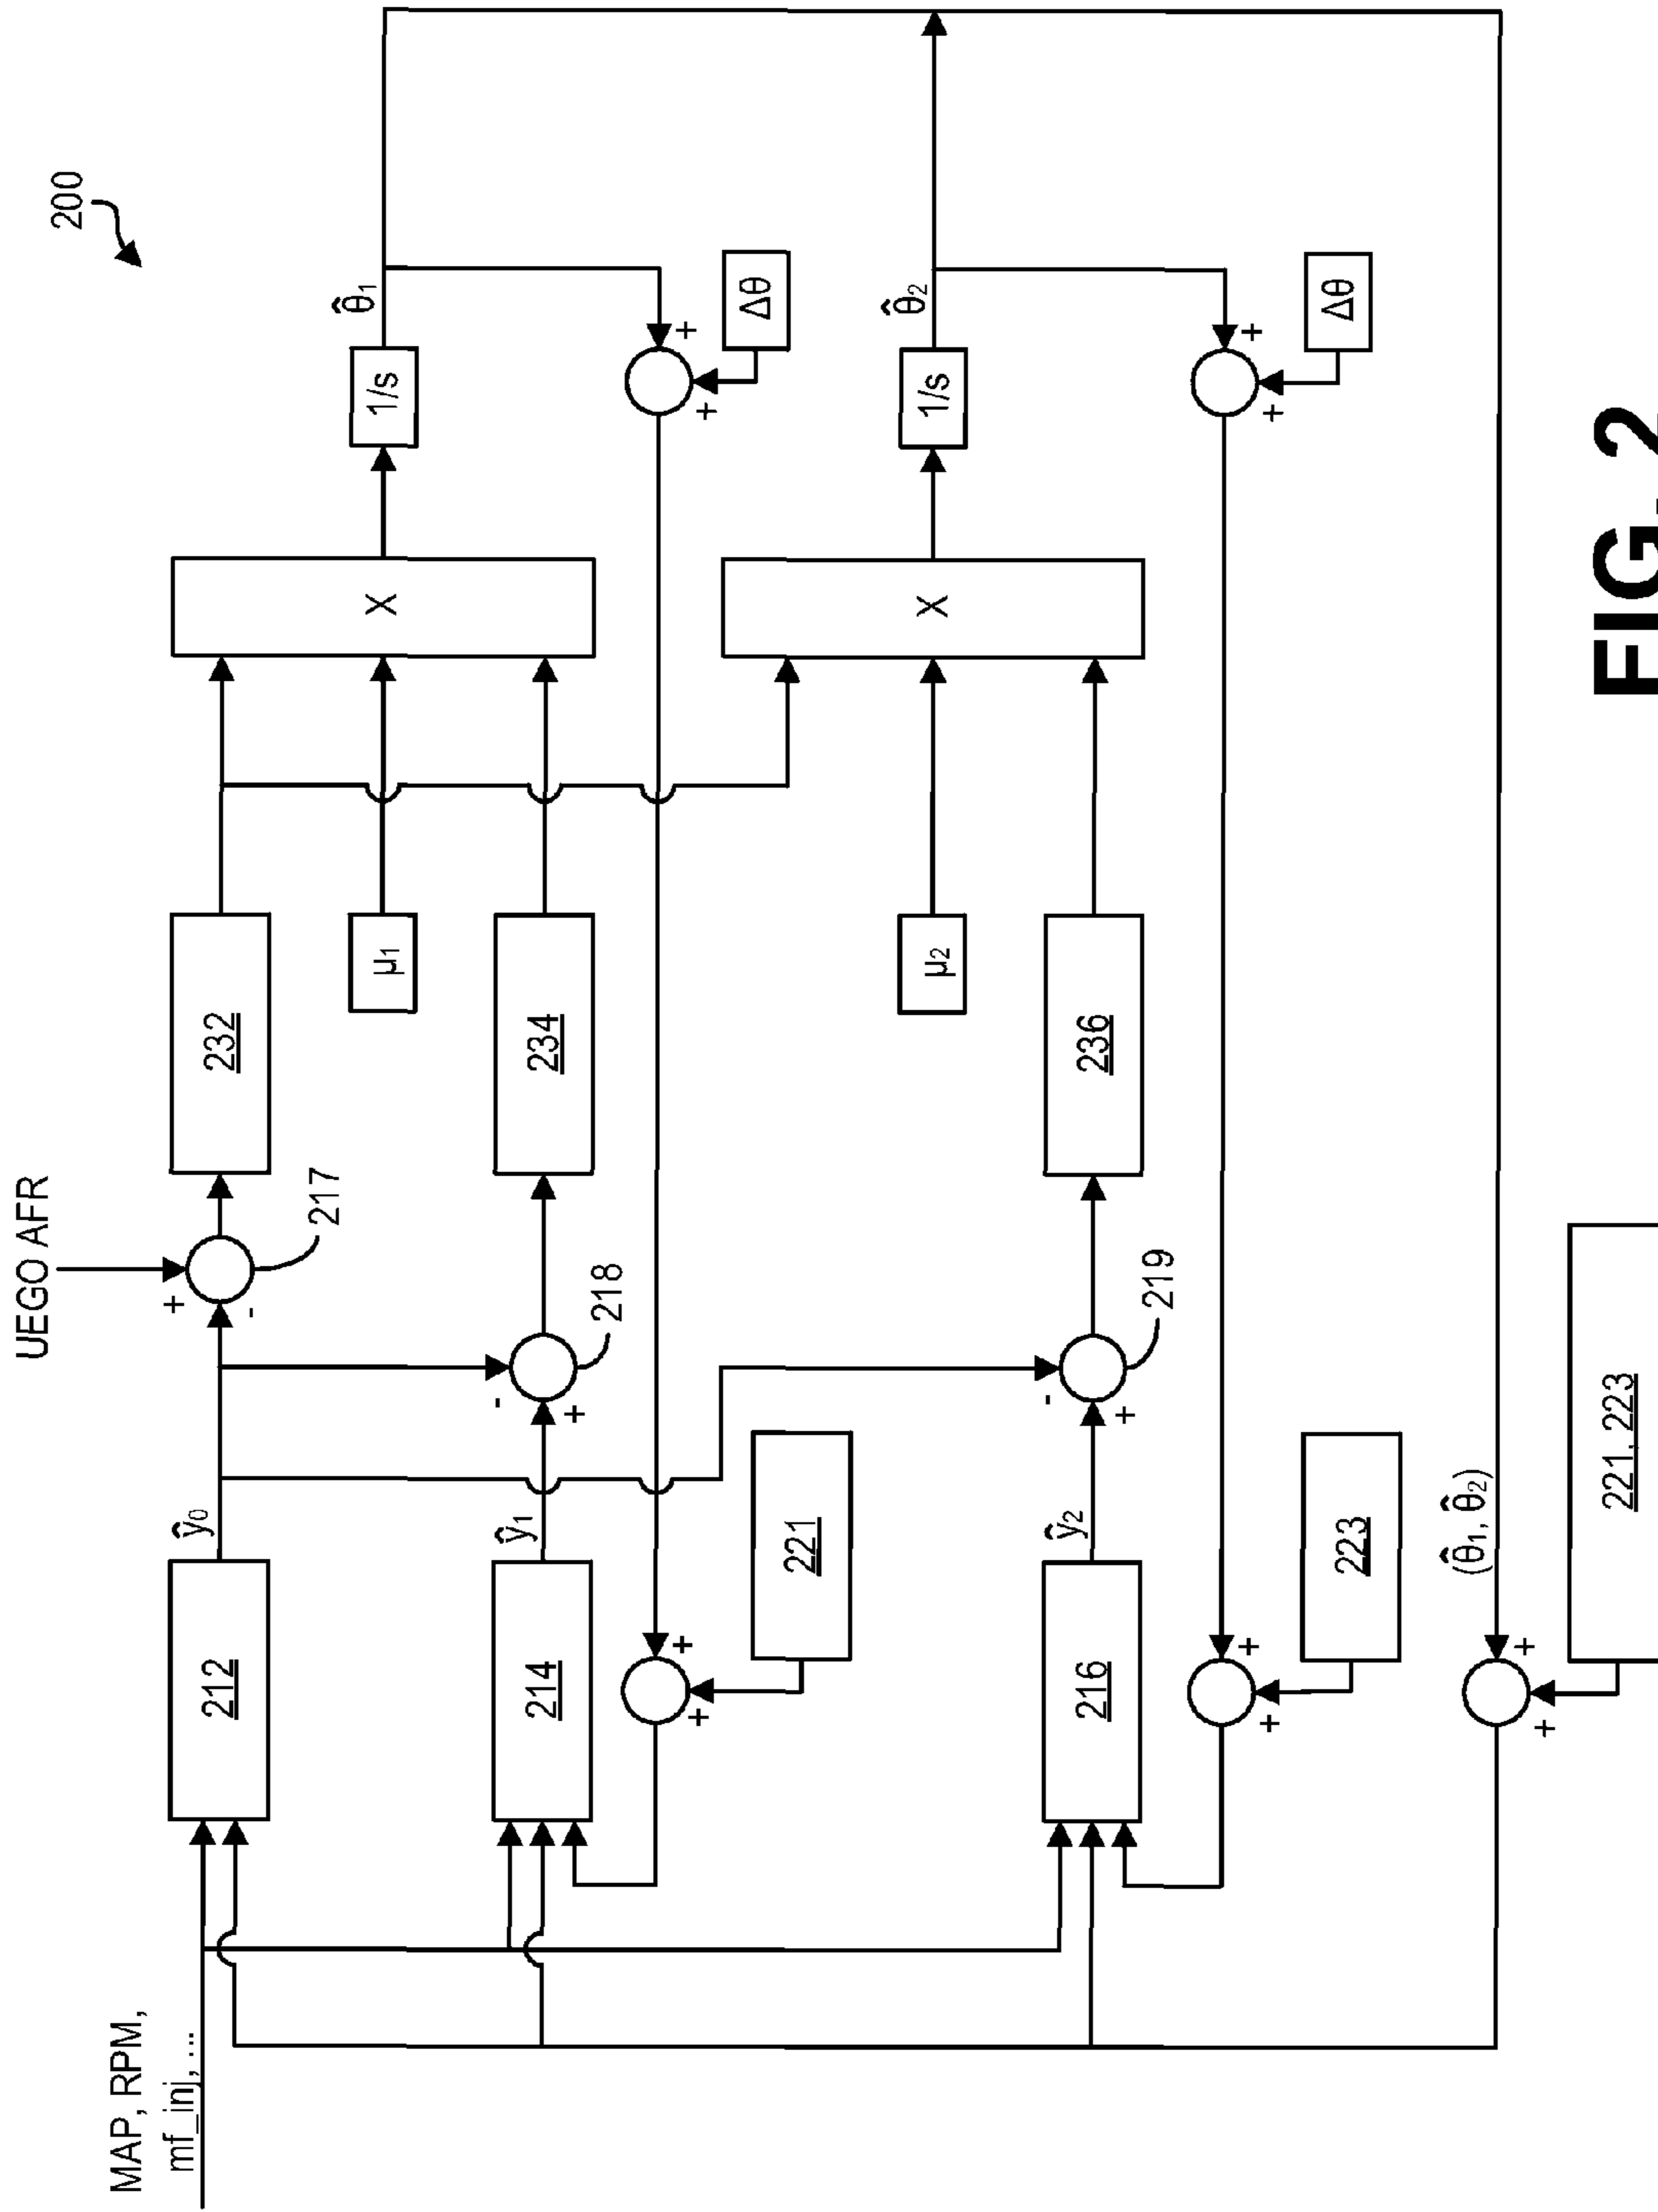 200
UEGO AFR
MAP, RPM,
mf_inj, ...
212
ŷ0
+
-
217
232
μ1
X
1/s
θ̂1
214
ŷ1
-
+
218
234
+
+
Δθ
+
+
221
μ2
X
1/s
θ̂2
216
ŷ2
-
+
219
236
+
+
Δθ
+
+
223
(θ̂1, θ̂2)
+
+
221, 223
FIG. 2